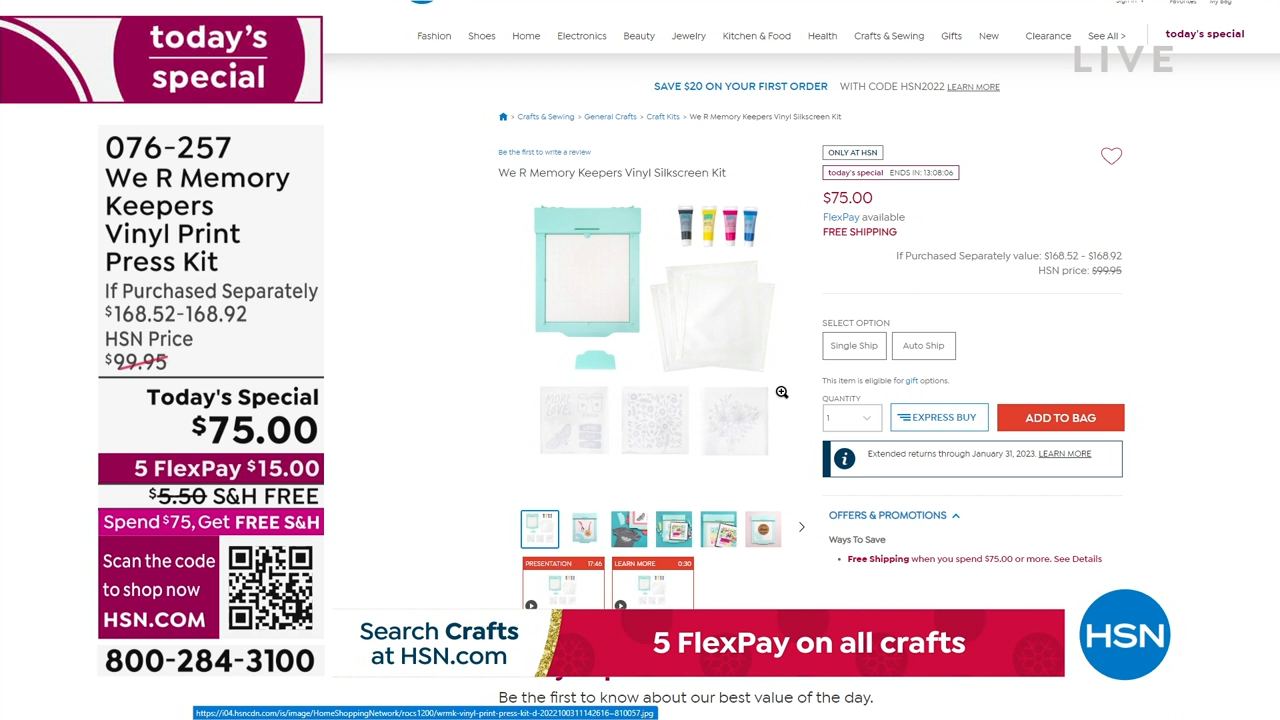 today's
special
Sign In
Favorites
My Bag
Fashion
Shoes
Home
Electronics
Beauty
Jewelry
Kitchen & Food
Health
Crafts & Sewing
Gifts
New
Clearance
See All >
today's special
LIVE
SAVE $20 ON YOUR FIRST ORDER WITH CODE HSN2022 LEARN MORE
> Crafts & Sewing > General Crafts > Craft Kits > We R Memory Keepers Vinyl Silkscreen Kit
076-257
We R Memory
Keepers
Vinyl Print
Press Kit
If Purchased Separately
$168.52-168.92
HSN Price
$99.95
Today's Special
$75.00
5 FlexPay $15.00
$5.50 S&H FREE
Spend $75, Get FREE S&H
Scan the code
to shop now
HSN.COM
800-284-3100
Be the first to write a review
We R Memory Keepers Vinyl Silkscreen Kit
MORE
LOVE
PRESENTATION 17:46
LEARN MORE 0:30
ONLY AT HSN
today's special ENDS IN: 13:08:06
$75.00
FlexPay available
FREE SHIPPING
If Purchased Separately value: $168.52 - $168.92
HSN price: $99.95
SELECT OPTION
Single Ship
Auto Ship
This item is eligible for gift options.
QUANTITY
1
EXPRESS BUY
ADD TO BAG
Extended returns through January 31, 2023. LEARN MORE
OFFERS & PROMOTIONS
Ways To Save
• Free Shipping when you spend $75.00 or more. See Details
Search Crafts
at HSN.com
5 FlexPay on all crafts
HSN
Be the first to know about our best value of the day.
https://i04.hsncdn.com/is/image/HomeShoppingNetwork/rocs1200/wrmk-vinyl-print-press-kit-d-2022100311142616~810057.jpg